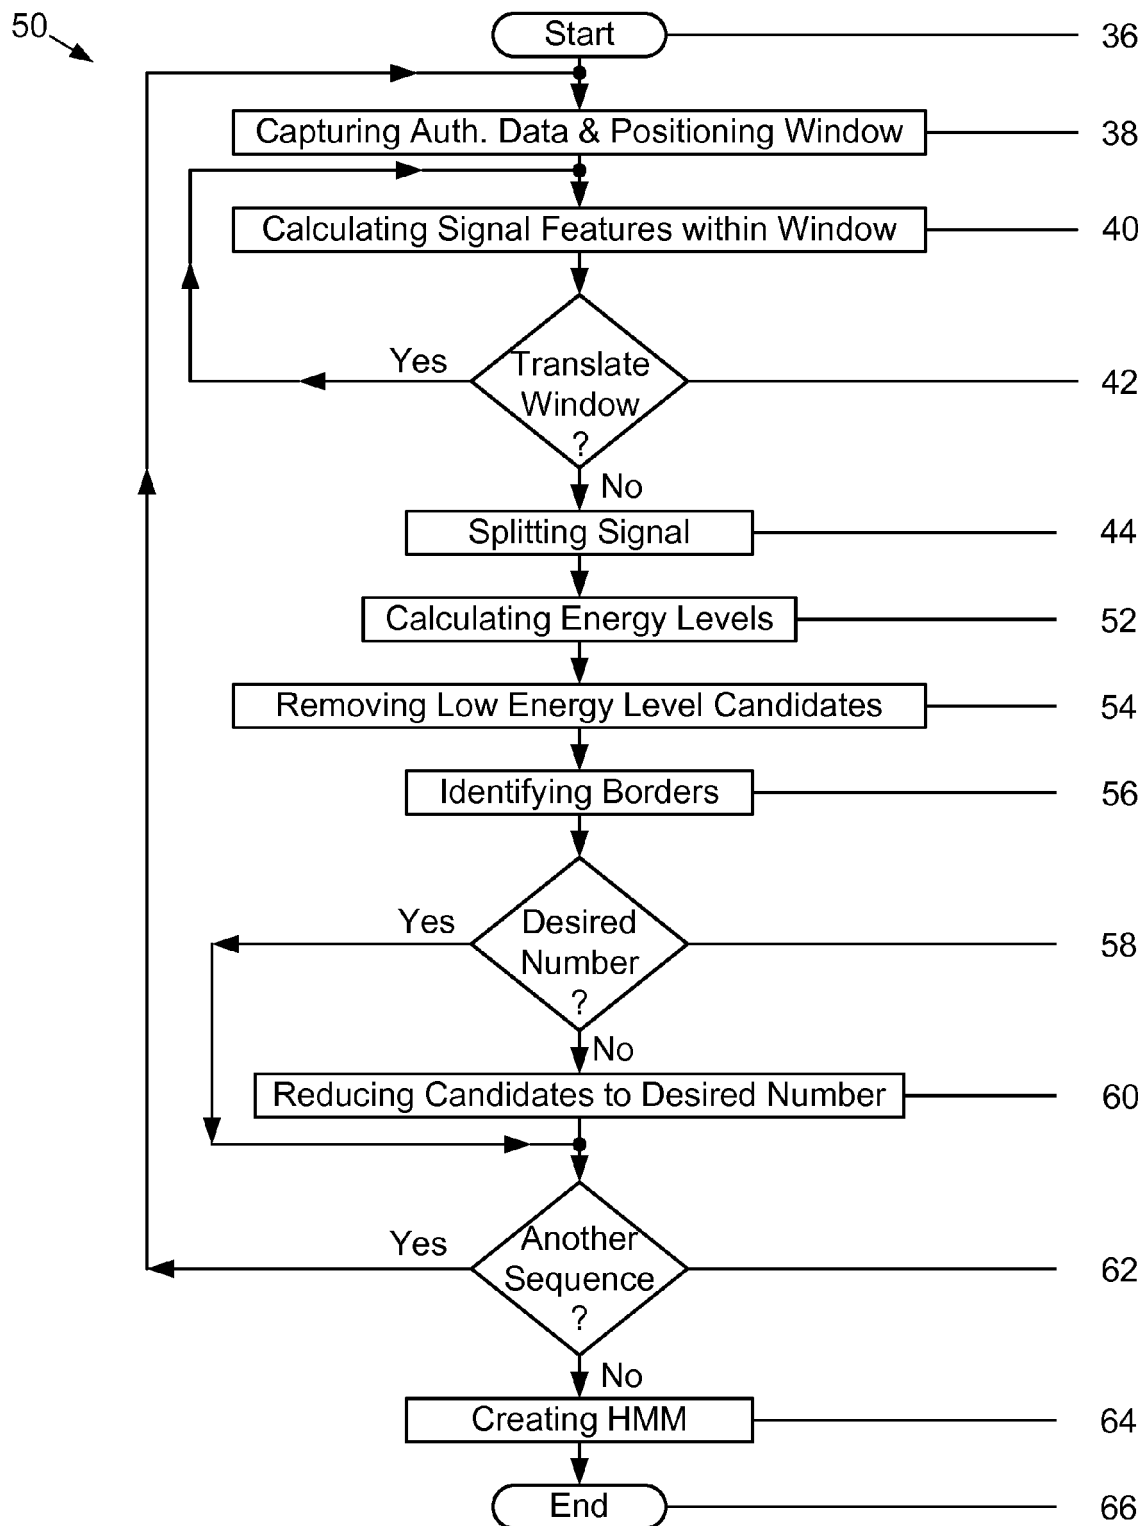 50
Start
36
Capturing Auth. Data & Positioning Window
38
Calculating Signal Features within Window
40
Yes
Translate
Window
?
42
No
Splitting Signal
44
Calculating Energy Levels
52
Removing Low Energy Level Candidates
54
Identifying Borders
56
Yes
Desired
Number
?
58
No
Reducing Candidates to Desired Number
60
Yes
Another
Sequence
?
62
No
Creating HMM
64
End
66